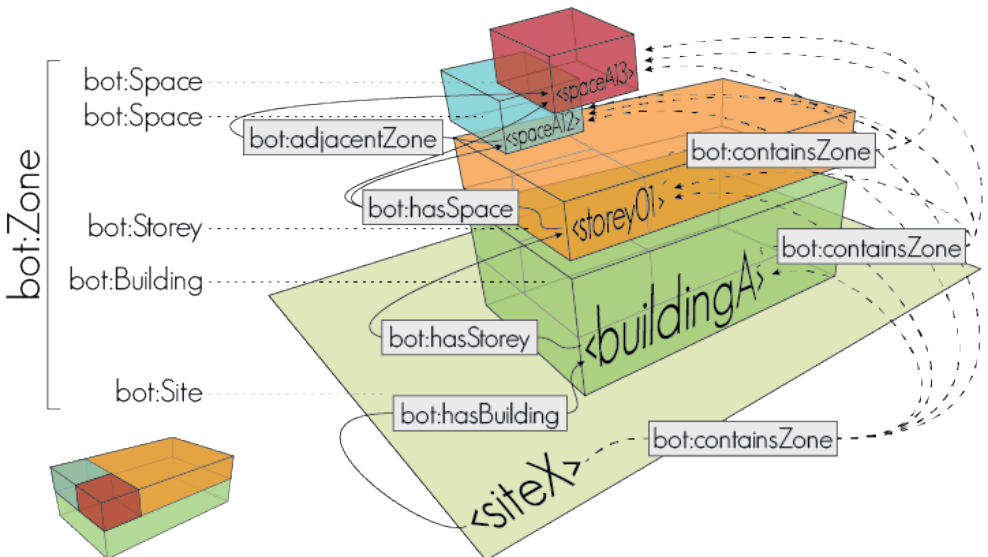 bot:Zone
bot:Space
bot:Space
bot:Storey
bot:Building
bot:Site
<spaceA13>
<spaceA12>
bot:adjacentZone
bot:containsZone
bot:hasSpace
<storey01>
bot:containsZone
<buildingA>
bot:hasStorey
bot:hasBuilding
bot:containsZone
<siteX>